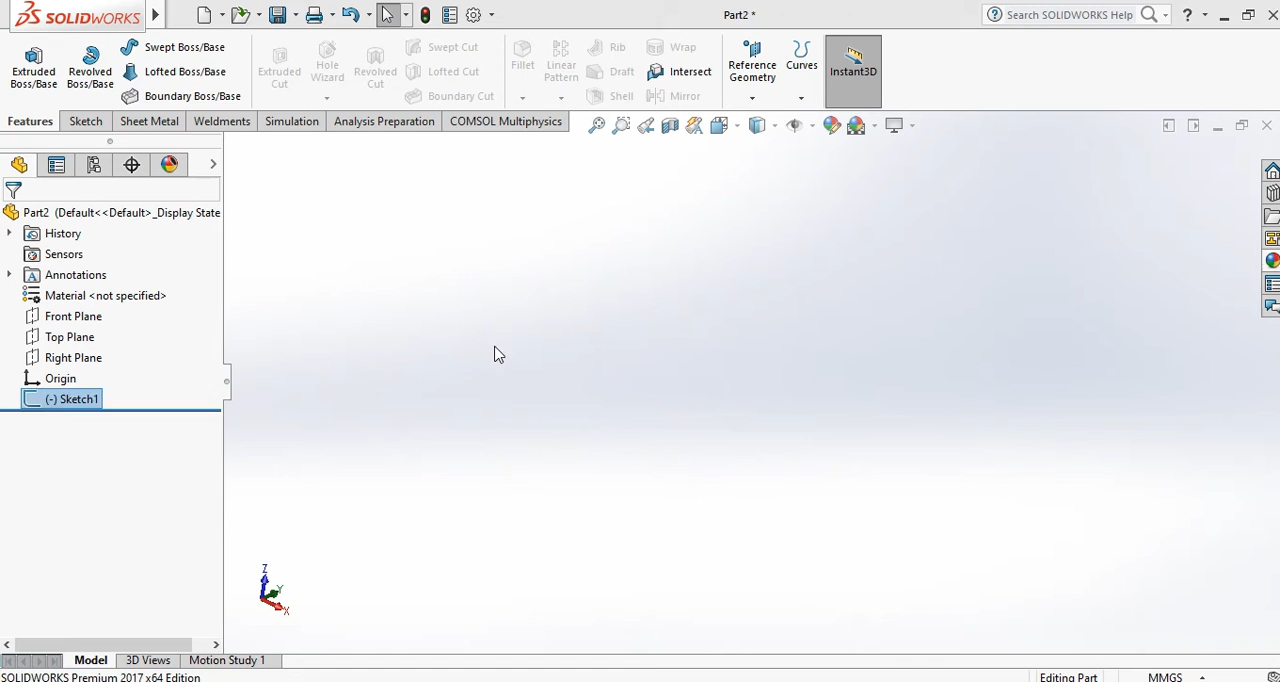 SOLIDWORKS
Part2 *
Search SOLIDWORKS Help
?
Extruded Boss/Base
Revolved Boss/Base
Swept Boss/Base
Lofted Boss/Base
Boundary Boss/Base
Extruded Cut
Hole Wizard
Revolved Cut
Swept Cut
Lofted Cut
Boundary Cut
Fillet
Linear Pattern
Rib
Draft
Shell
Wrap
Intersect
Mirror
Reference Geometry
Curves
Instant3D
Features Sketch Sheet Metal Weldments Simulation Analysis Preparation COMSOL Multiphysics
Part2 (Default<<Default>_Display State
History
Sensors
Annotations
Material <not specified>
Front Plane
Top Plane
Right Plane
Origin
(-) Sketch1
Z
Y
X
Model 3D Views Motion Study 1
SOLIDWORKS Premium 2017 x64 Edition
Editing Part
MMGS